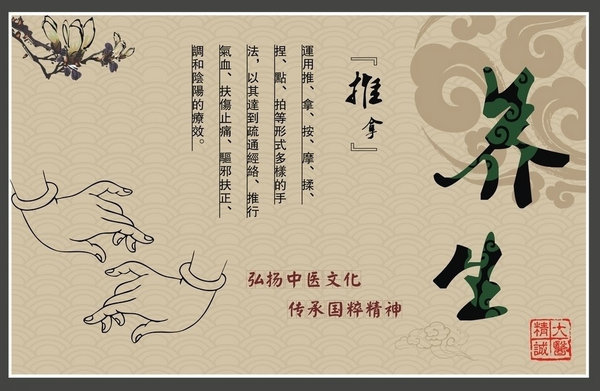 养生
『推拿』
運用推、拿、按、摩、揉、
捏、點、拍等形式多樣的手
法，以其達到疏通經絡、推行
氣血、扶傷止痛、驅邪扶正、
調和陰陽的療效。
弘扬中医文化
传承国粹精神
大醫
精誠